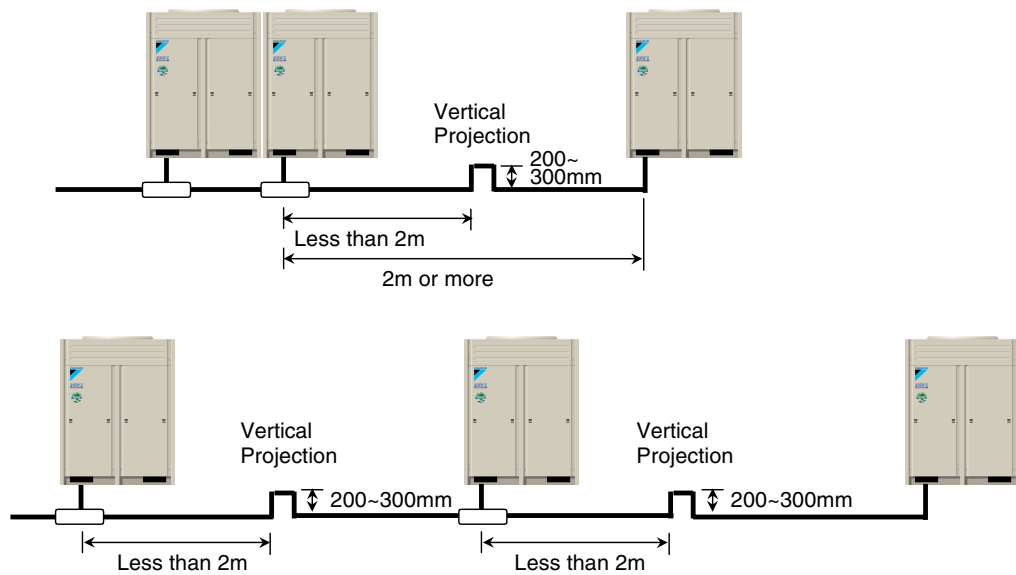 Vertical
Projection
200~
300mm
Less than 2m
2m or more
Vertical
Projection
200~300mm
Less than 2m
Vertical
Projection
200~300mm
Less than 2m